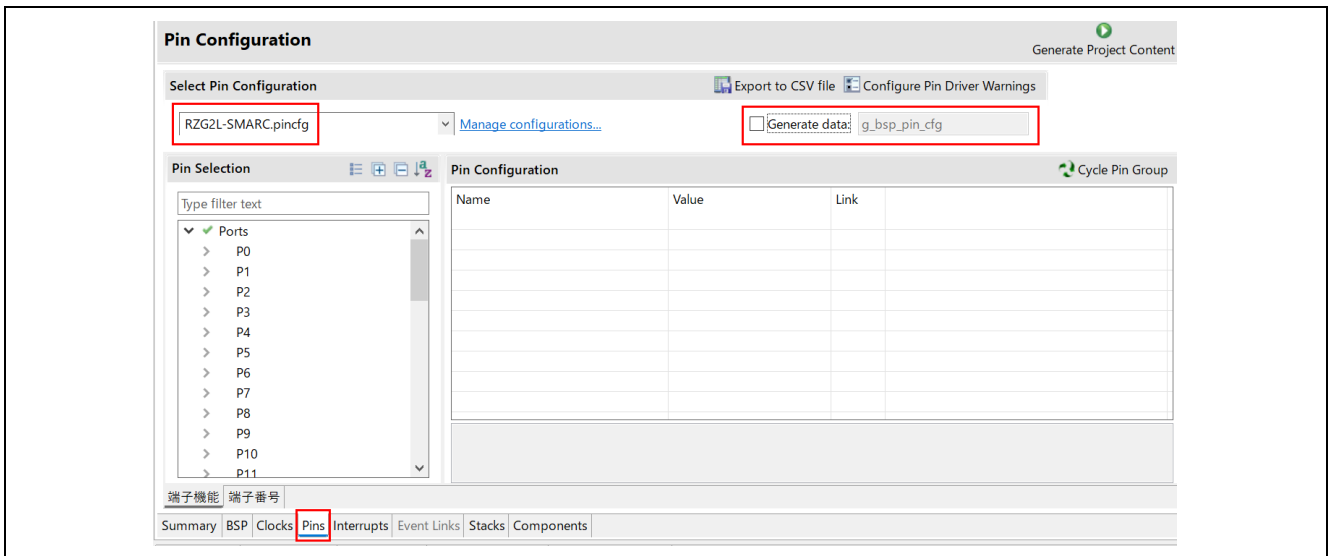 Pin Configuration
Generate Project Content
Select Pin Configuration
Export to CSV file
Configure Pin Driver Warnings
RZG2L-SMARC.pincfg
Manage configurations...
Generate data:
g_bsp_pin_cfg
Pin Selection
Pin Configuration
Cycle Pin Group
Type filter text
Name Value Link
Ports
P0
P1
P2
P3
P4
P5
P6
P7
P8
P9
P10
P11
端子機能 端子番号
Summary BSP Clocks Pins Interrupts Event Links Stacks Components